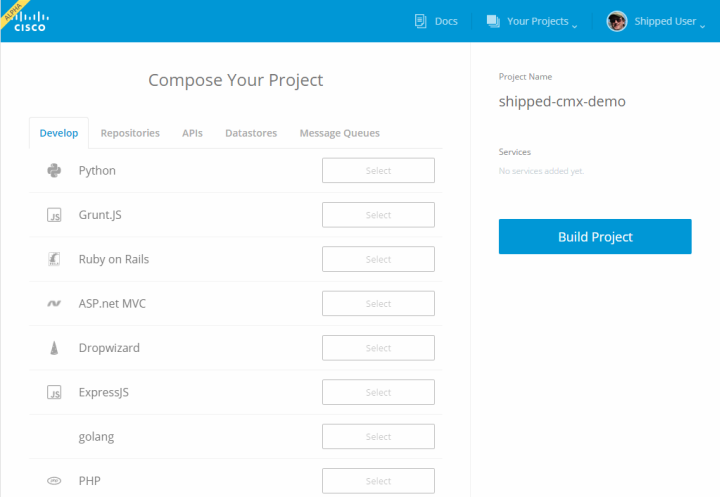 ALPHA
CISCO
Docs
Your Projects
Shipped User
Compose Your Project
Project Name
shipped-cmx-demo
Develop Repositories APIs Datastores Message Queues
Services
No services added yet.
Build Project
Python Select
JS Grunt.JS Select
Ruby on Rails Select
ASP.net MVC Select
Dropwizard Select
JS ExpressJS Select
golang Select
PHP Select